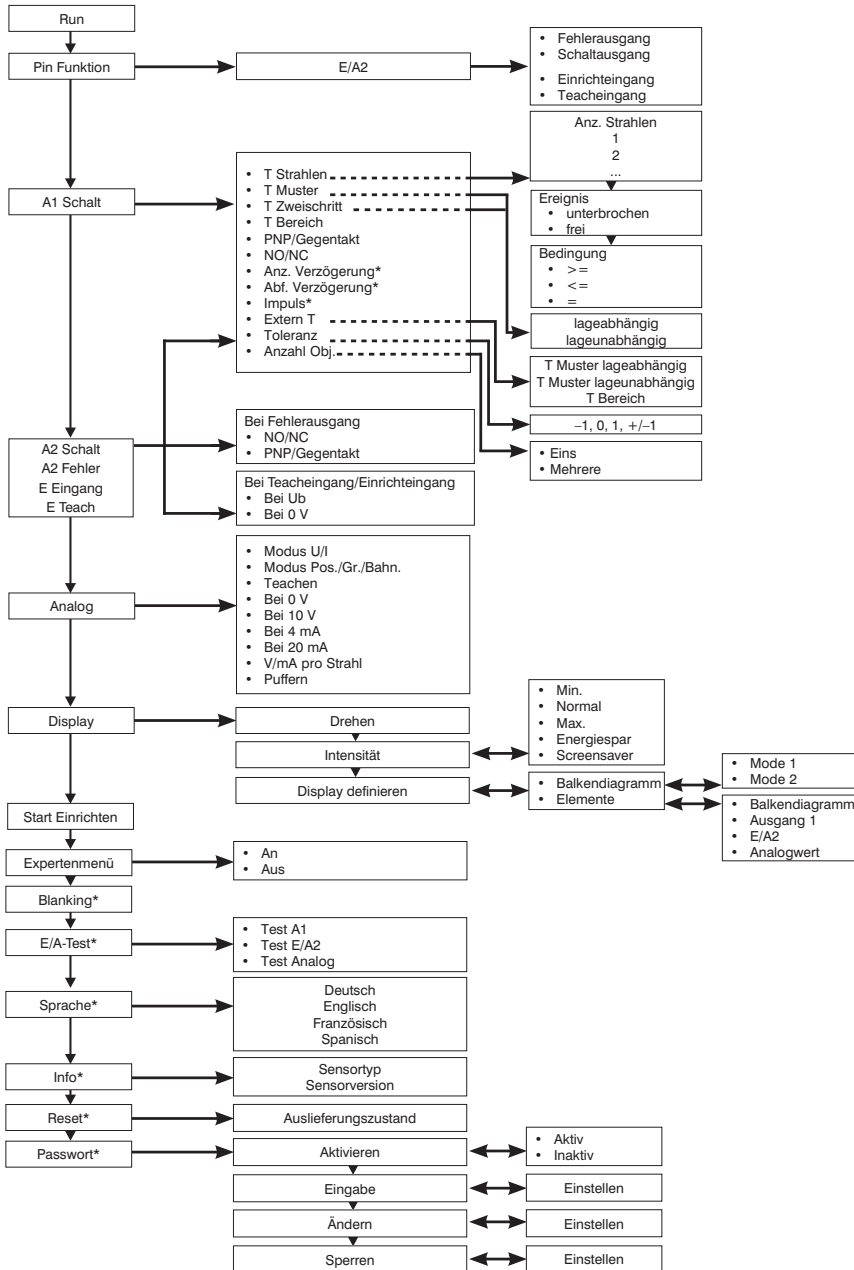 Run
Pin Funktion
E/A2
• Fehlerausgang
• Schaltausgang
• Einrichteingang
• Teacheingang
Anz. Strahlen
1
2
...
A1 Schalt
• T Strahlen
• T Muster
• T Zweischritt
• T Bereich
• PNP/Gegentakt
• NO/NC
• Anz. Verzögerung*
• Abf. Verzögerung*
• Impuls*
• Extern T
• Toleranz
• Anzahl Obj.
Ereignis
• unterbrochen
• frei
Bedingung
• >=
• <=
• =
lageabhängig
lageunabhängig
T Muster lageabhängig
T Muster lageunabhängig
T Bereich
–1, 0, 1, +/–1
• Eins
• Mehrere
A2 Schalt
A2 Fehler
E Eingang
E Teach
Bei Fehlerausgang
• NO/NC
• PNP/Gegentakt
Bei Teacheingang/Einrichteingang
• Bei Ub
• Bei 0 V
Analog
• Modus U/I
• Modus Pos./Gr./Bahn.
• Teachen
• Bei 0 V
• Bei 10 V
• Bei 4 mA
• Bei 20 mA
• V/mA pro Strahl
• Puffern
Display
Drehen
Intensität
• Min.
• Normal
• Max.
• Energiespar
• Screensaver
Display definieren
• Balkendiagramm
• Elemente
• Mode 1
• Mode 2
• Balkendiagramm
• Ausgang 1
• E/A2
• Analogwert
Start Einrichten
Expertenmenü
• An
• Aus
Blanking*
E/A-Test*
• Test A1
• Test E/A2
• Test Analog
Sprache*
Deutsch
Englisch
Französisch
Spanisch
Info*
Sensortyp
Sensorversion
Reset*
Auslieferungszustand
Passwort*
Aktivieren
• Aktiv
• Inaktiv
Eingabe
Einstellen
Ändern
Einstellen
Sperren
Einstellen